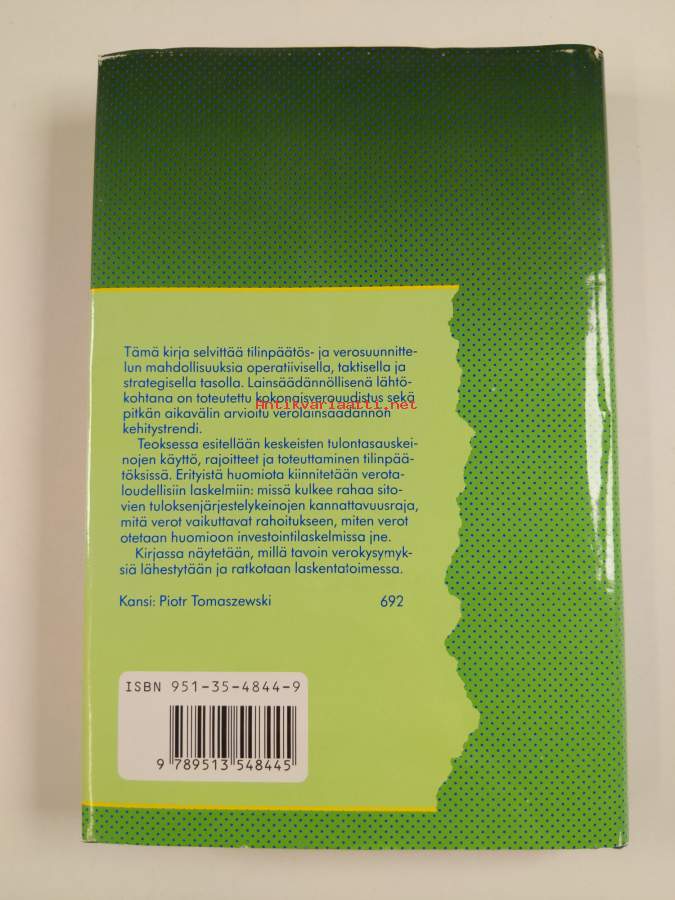 Tämä kirja selvittää tilinpäätös- ja verosuunnitte-
lun mahdollisuuksia operatiivisella, taktisella ja
strategisella tasolla. Lainsäädännöllisenä lähtö-
kohtana on toteutettu kokonaisverouudistus sekä
Antikvariaatti.net
pitkän aikavälin arvioitu verolainsäädännön
kehitystrendi.
Teoksessa esitellään keskeisten tulontasauskei-
nojen käyttö, rajoitteet ja toteuttaminen tilinpää-
töksissä. Erityistä huomiota kiinnitetään verota-
loudellisiin laskelmiin: missä kulkee rahaa sito-
vien tuloksenjärjestelykeinojen kannattavuusraja,
mitä verot vaikuttavat rahoitukseen, miten verot
otetaan huomioon investointilaskelmissa jne.
Kirjassa näytetään, millä tavoin verokysymyk-
siä lähestytään ja ratkotaan laskentatoimessa.
Kansi: Piotr Tomaszewski 692
ISBN 951-35-4844-9
9 789513 548445